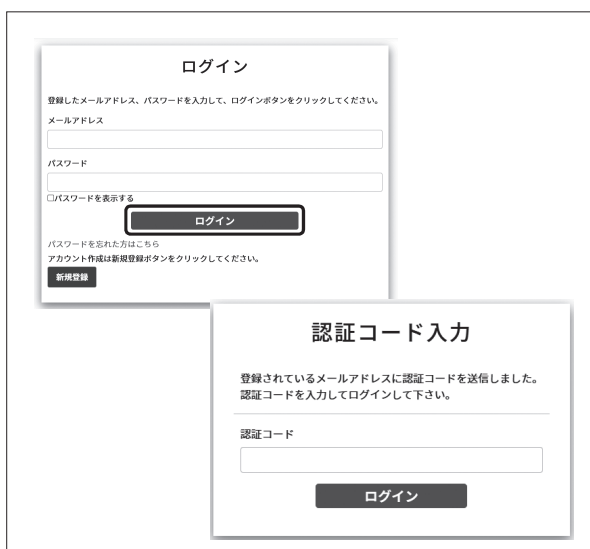 ログイン
登録したメールアドレス、パスワードを入力して、ログインボタンをクリックしてください。
メールアドレス
パスワード
□パスワードを表示する
ログイン
パスワードを忘れた方はこちら
アカウント作成は新規登録ボタンをクリックしてください。
新規登録
認証コード入力
登録されているメールアドレスに認証コードを送信しました。
認証コードを入力してログインして下さい。
認証コード
ログイン